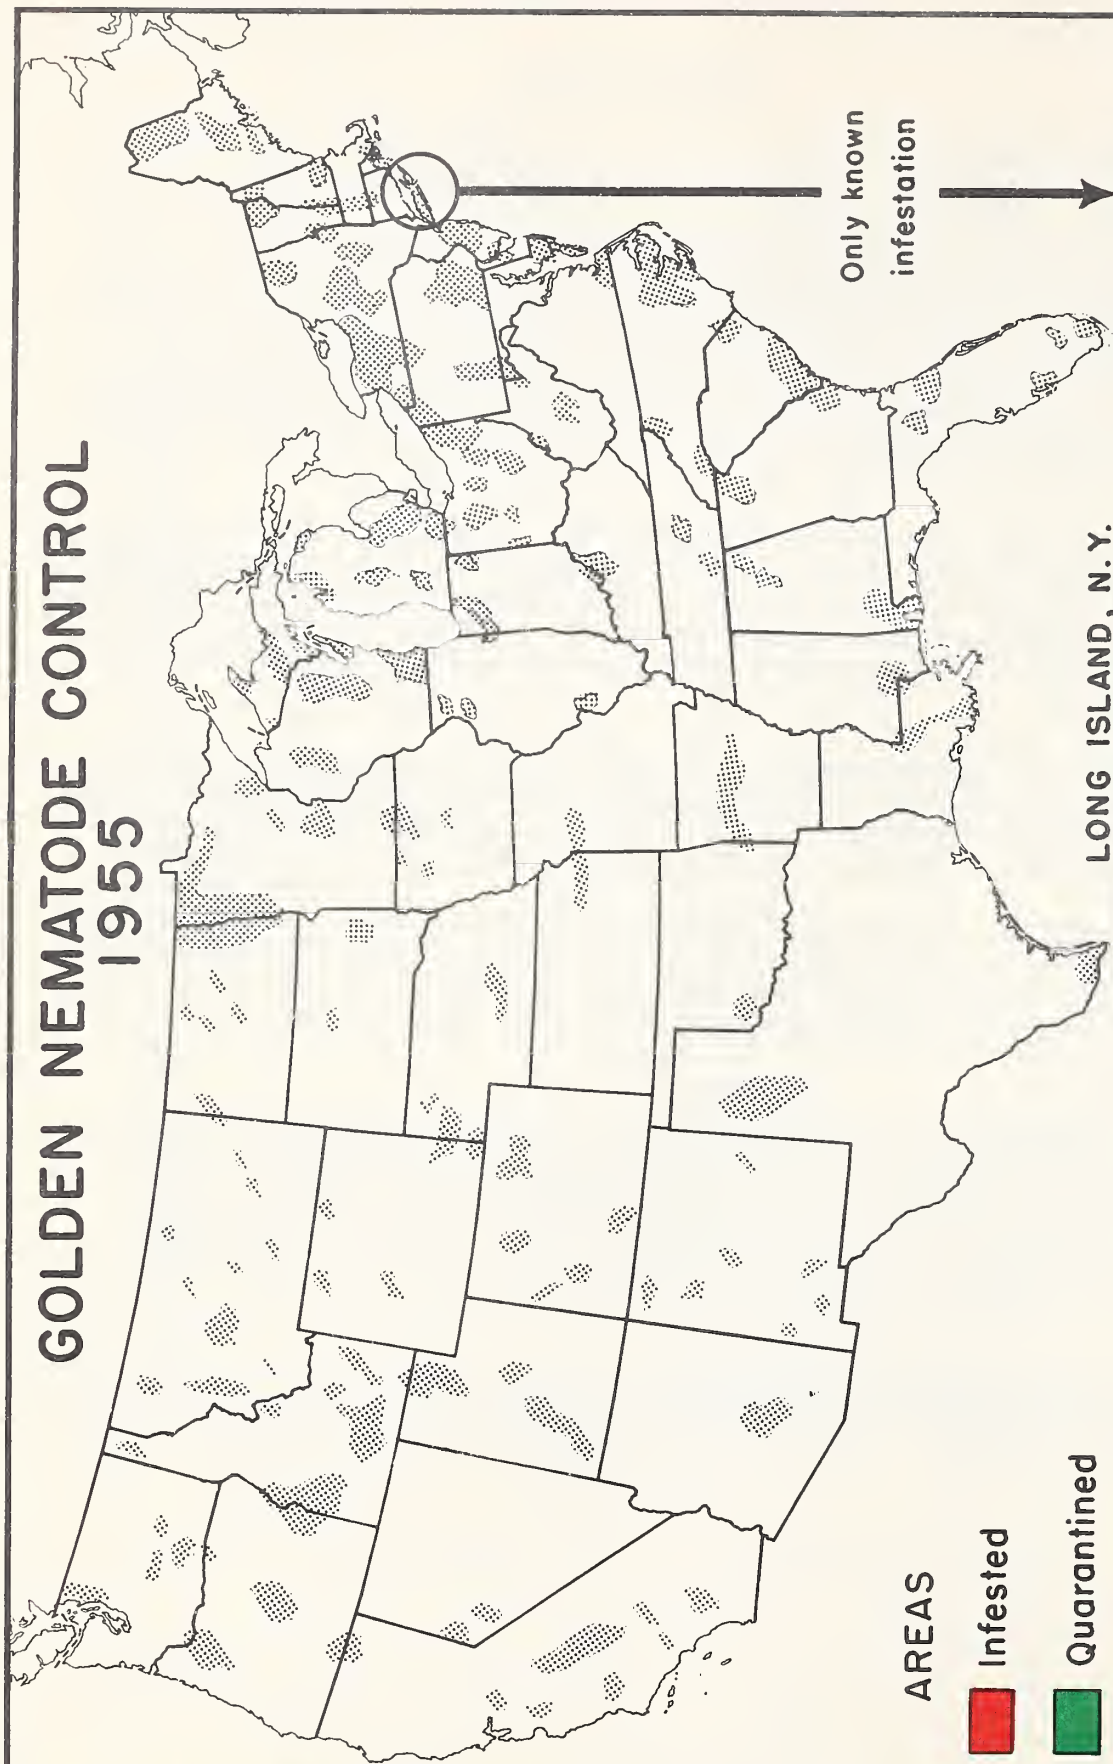 GOLDEN NEMATODE CONTROL
1955
Only known
infestation
LONG ISLAND, N.Y.
AREAS
Infested
Quarantined